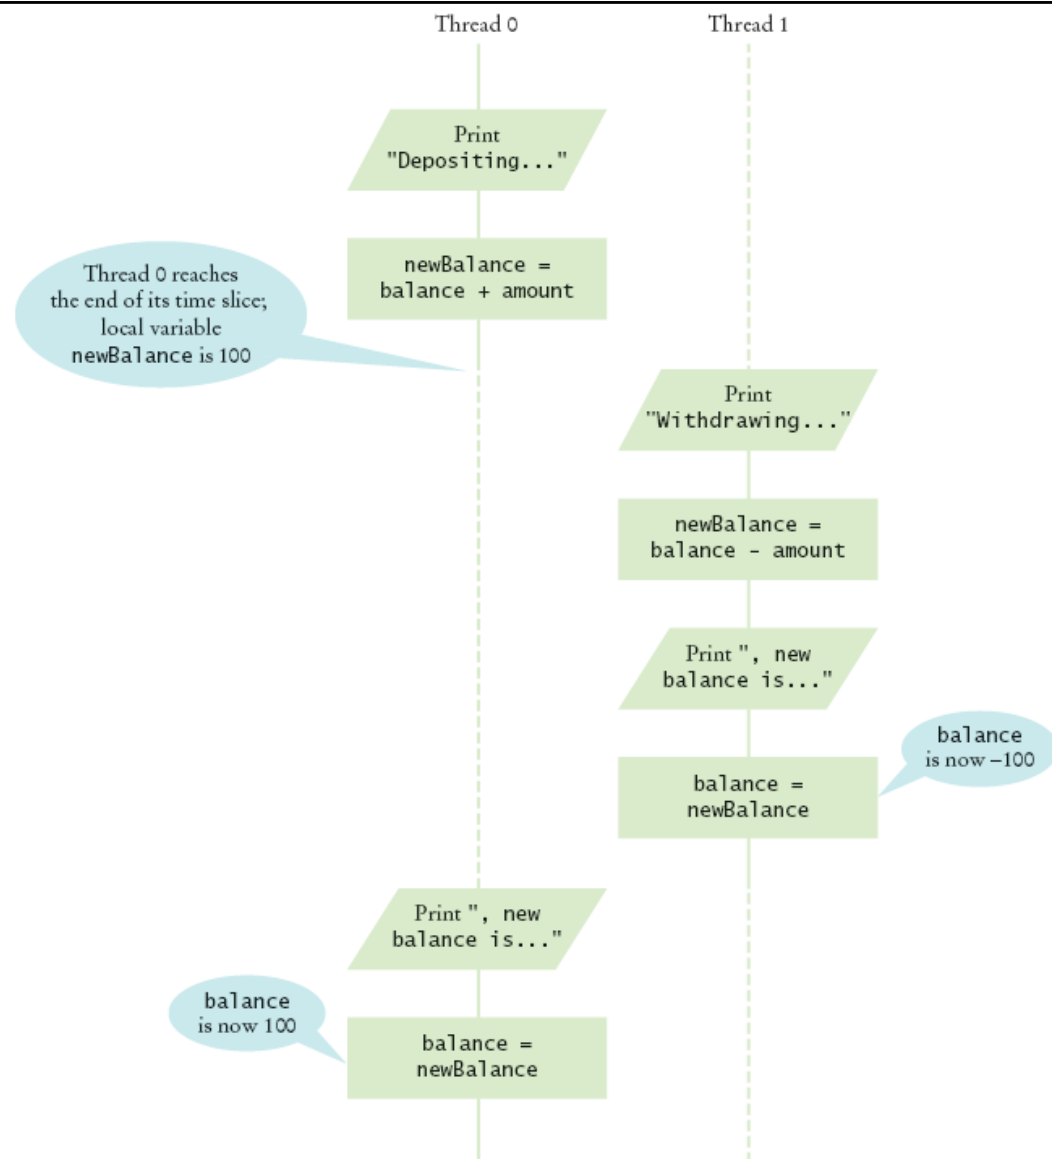 Thread 0
Thread 1
Print
"Depositing..."
newBalance =
balance + amount
Thread 0 reaches
the end of its time slice;
local variable
newBalance is 100
Print
"Withdrawing..."
newBalance =
balance - amount
Print ", new
balance is..."
balance
is now –100
balance =
newBalance
Print ", new
balance is..."
balance
is now 100
balance =
newBalance